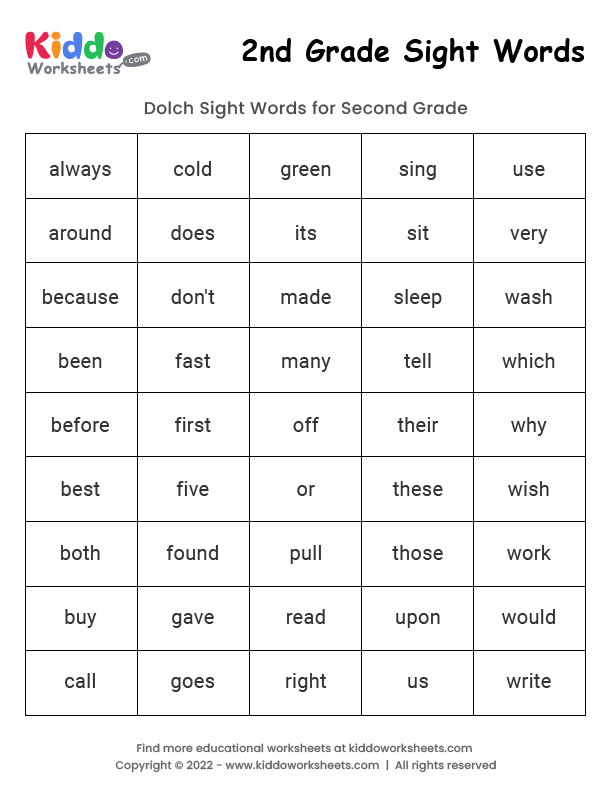 Kiddo
Worksheets .com
2nd Grade Sight Words
Dolch Sight Words for Second Grade
always cold green sing use
around does its sit very
because don't made sleep wash
been fast many tell which
before first off their why
best five or these wish
both found pull those work
buy gave read upon would
call goes right us write
Find more educational worksheets at kiddoworksheets.com
Copyright © 2022 - www.kiddoworksheets.com | All rights reserved